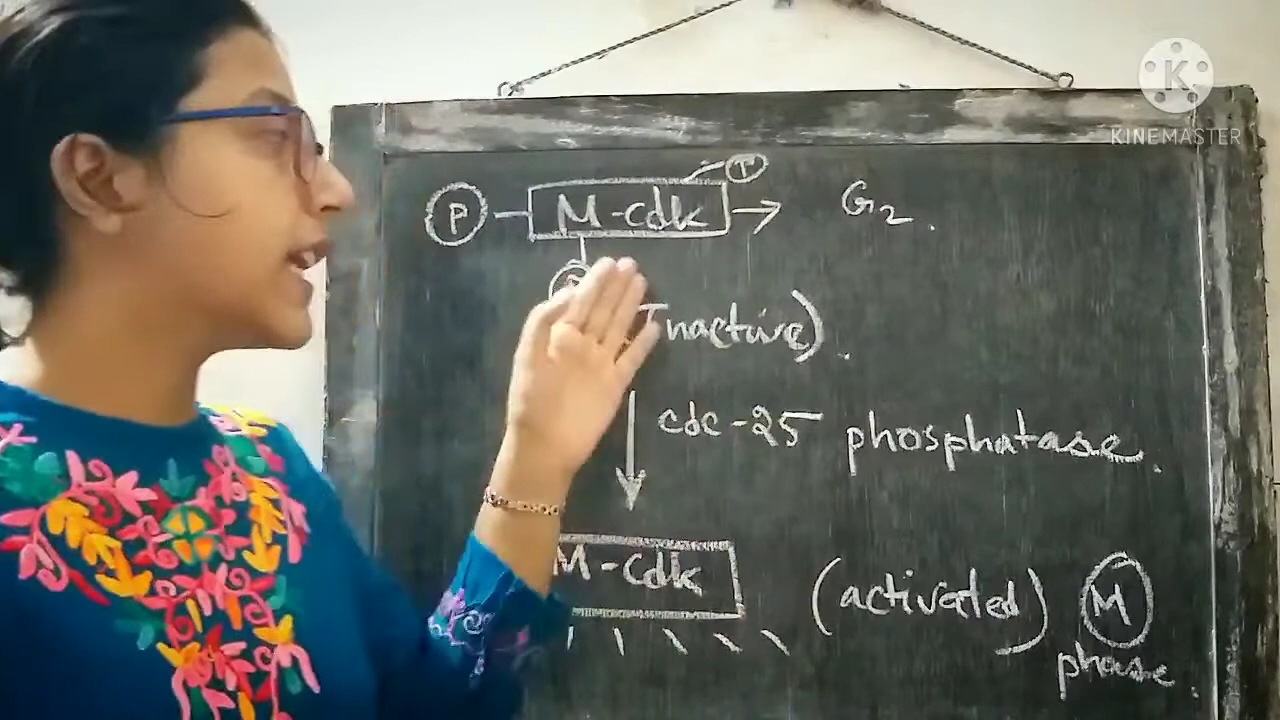 K
KINEMASTER
P M-cdk P G2.
P
(Inactive).
cdc-25 phosphatase.
M-cdk (activated) M
phase.